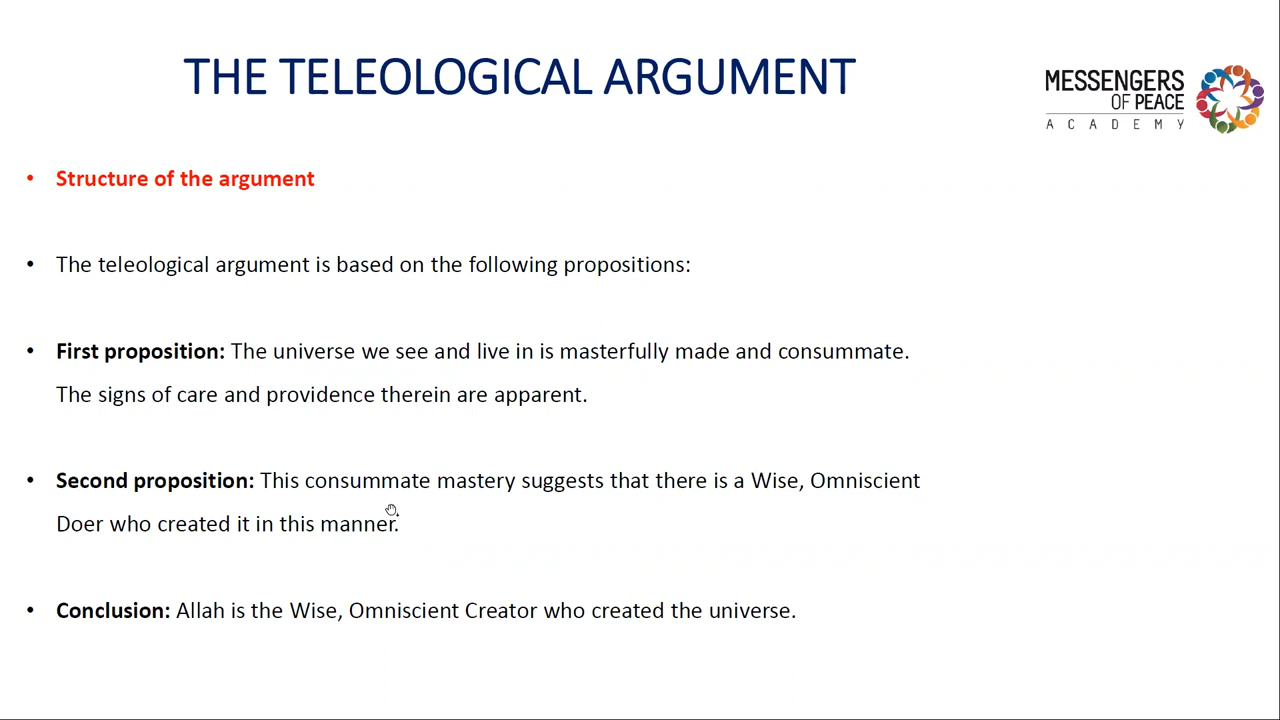 THE TELEOLOGICAL ARGUMENT
MESSENGERS
OF PEACE
ACADEMY
• Structure of the argument
• The teleological argument is based on the following propositions:
• First proposition: The universe we see and live in is masterfully made and consummate.
The signs of care and providence therein are apparent.
• Second proposition: This consummate mastery suggests that there is a Wise, Omniscient
Doer who created it in this manner.
• Conclusion: Allah is the Wise, Omniscient Creator who created the universe.